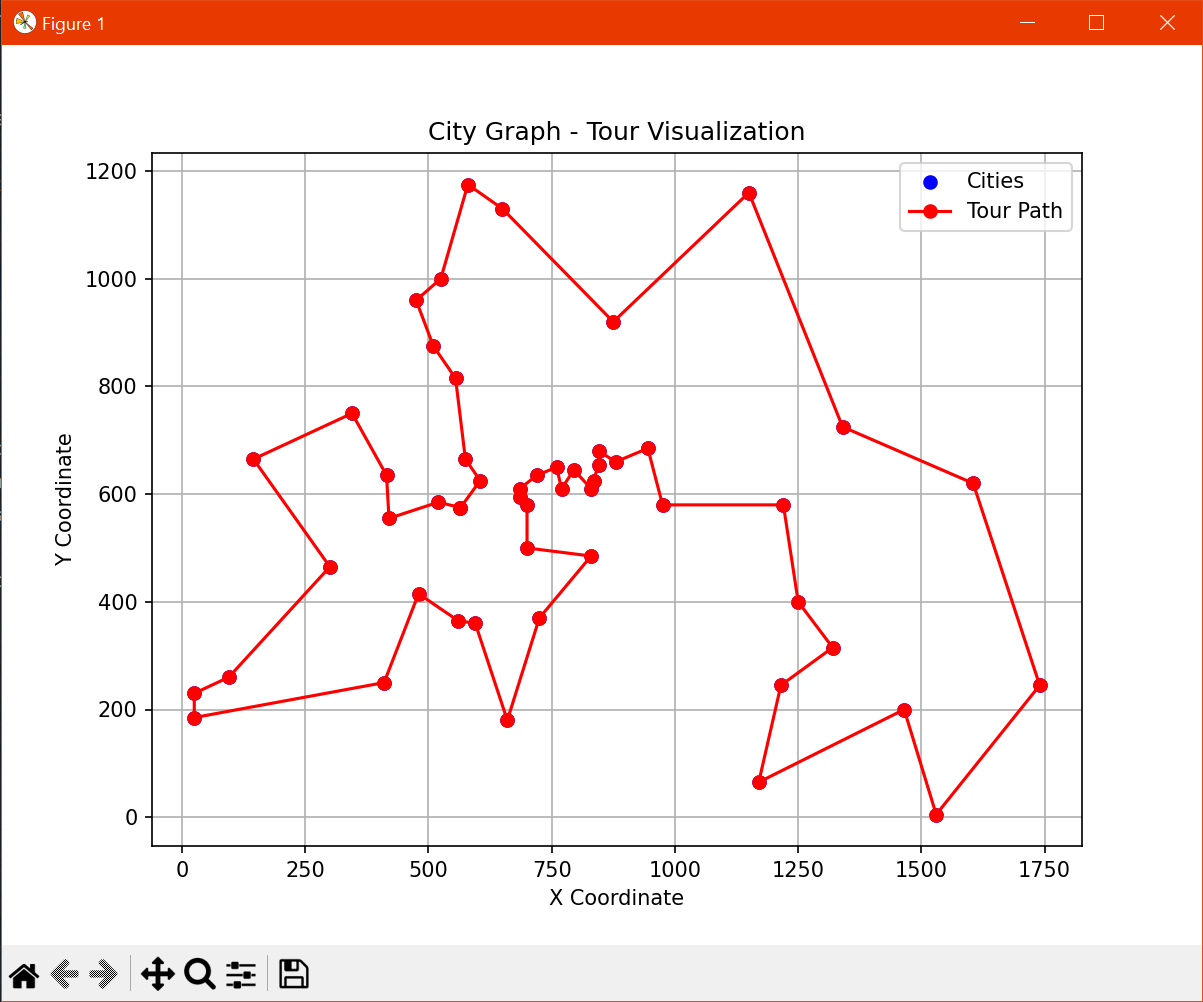 Figure 1
City Graph - Tour Visualization
Cities
Tour Path
1200
1000
800
600
400
200
0
Y Coordinate
0 250 500 750 1000 1250 1500 1750
X Coordinate